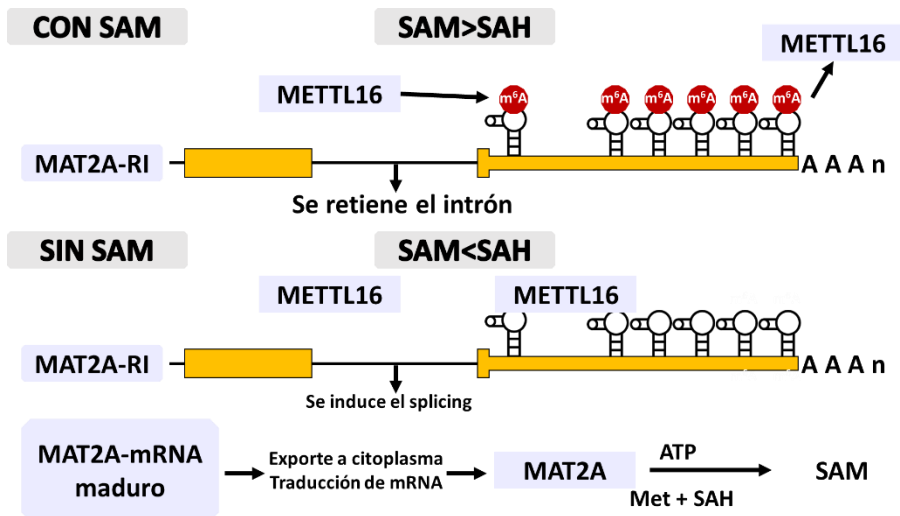 CON SAM
SAM>SAH
METTL16
METTL16
m⁶A
m⁶A m⁶A m⁶A m⁶A m⁶A
MAT2A-RI
A A A n
Se retiene el intrón
SIN SAM
SAM<SAH
METTL16
METTL16
MAT2A-RI
A A A n
Se induce el splicing
MAT2A-mRNA
maduro
Exporte a citoplasma
Traducción de mRNA
MAT2A
ATP
Met + SAH
SAM